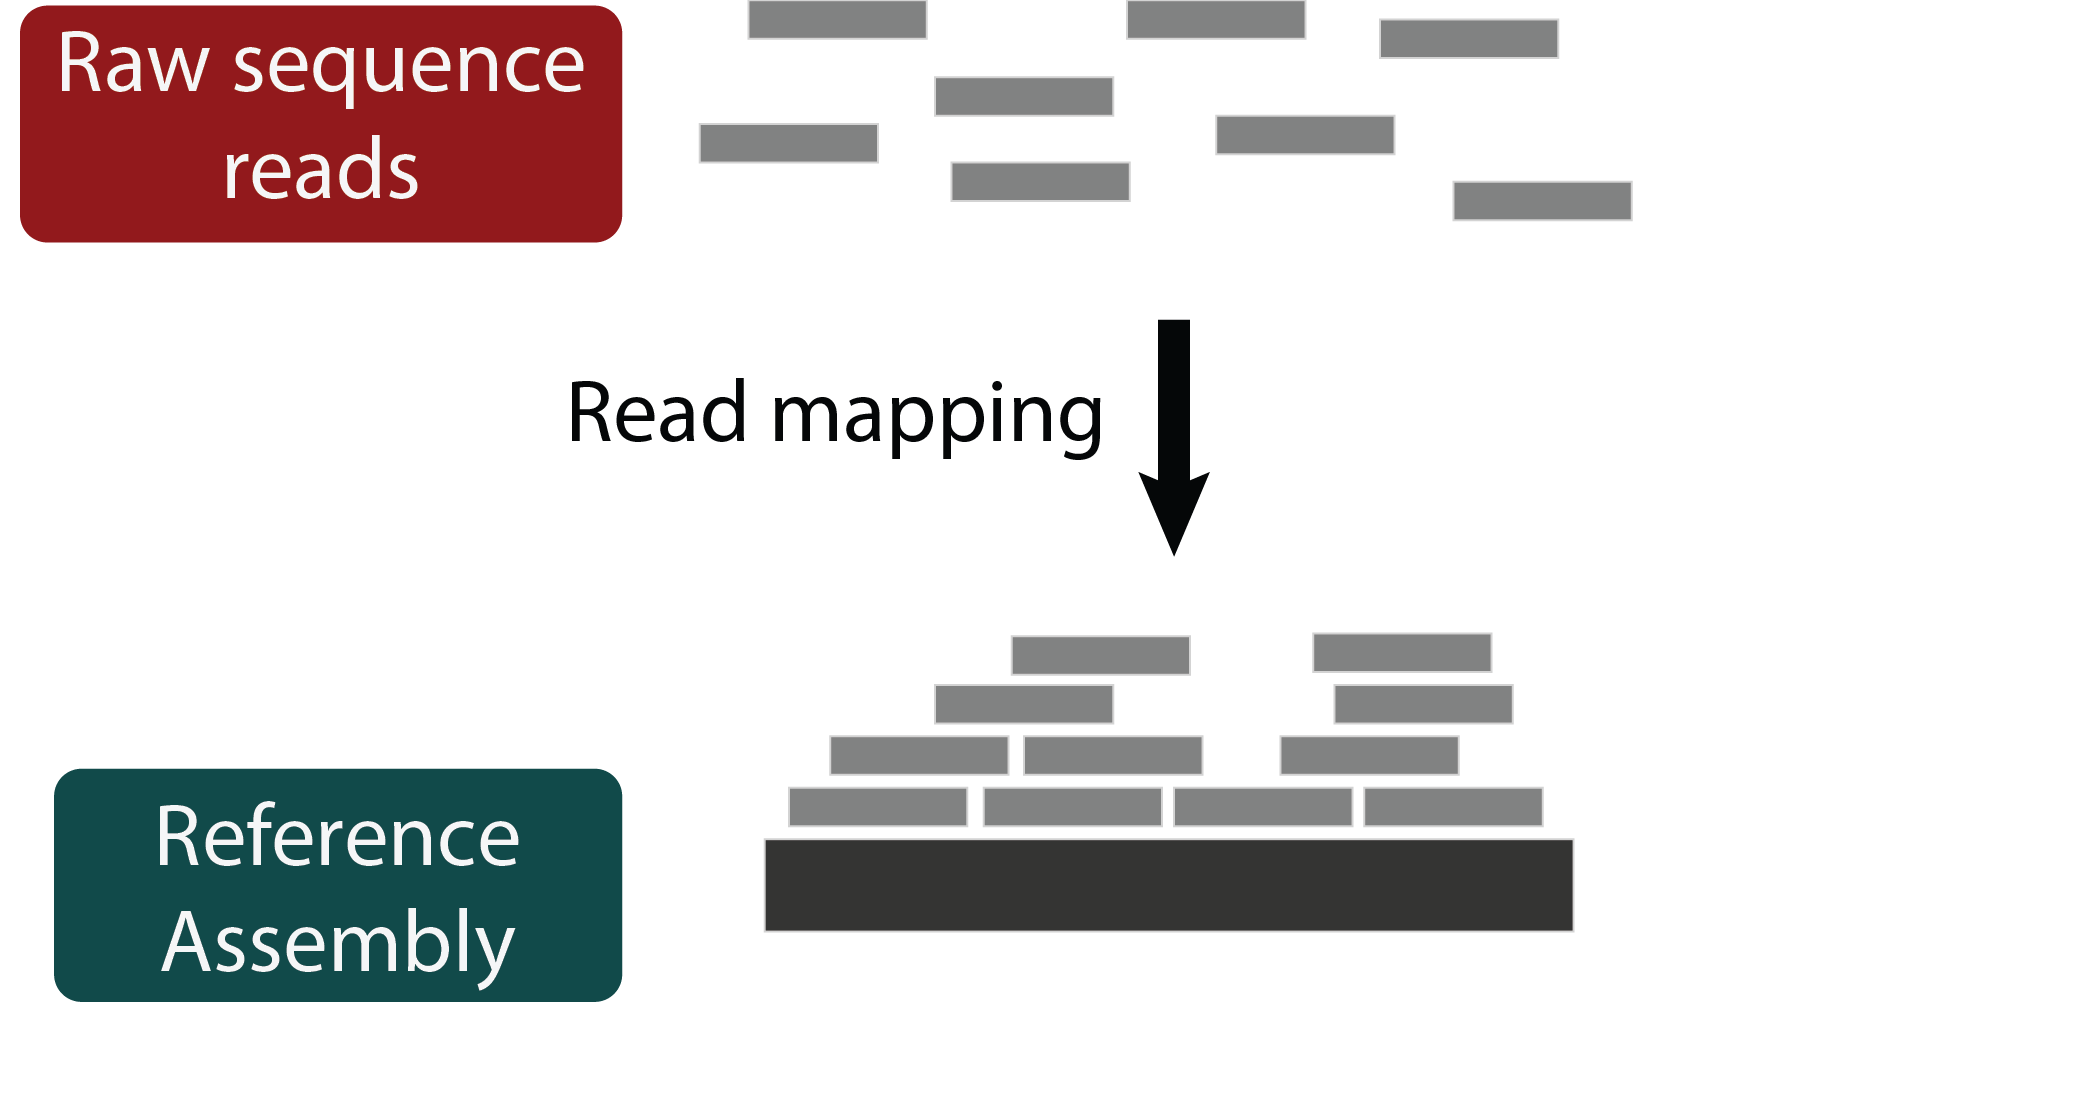 Raw sequence
reads
Read mapping
Reference
Assembly